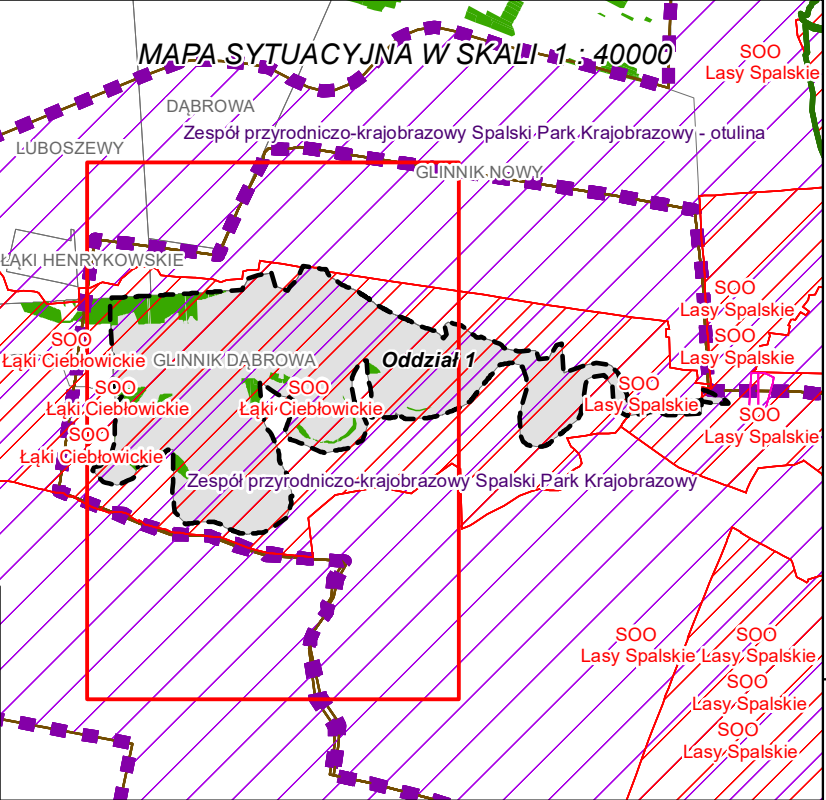 MAPA SYTUACYJNA W SKALI 1 : 40000
SOO
Lasy Spalskie
DĄBROWA
Zespół przyrodniczo-krajobrazowy Spalski Park Krajobrazowy - otulina
LUBOSZEWY
GLINNIK NOWY
ŁĄKI HENRYKOWSKIE
SOO
Lasy Spalskie
SOO
Lasy Spalskie
SOO
Łąki Ciebłowickie
GLINNIK DĄBROWA
Oddział 1
SOO
Łąki Ciebłowickie
SOO
Łąki Ciebłowickie
SOO
Lasy Spalskie
SOO
Lasy Spalskie
SOO
Łąki Ciebłowickie
Zespół przyrodniczo-krajobrazowy Spalski Park Krajobrazowy
SOO
Lasy Spalskie
SOO
Lasy Spalskie
SOO
Lasy Spalskie
SOO
Lasy Spalskie